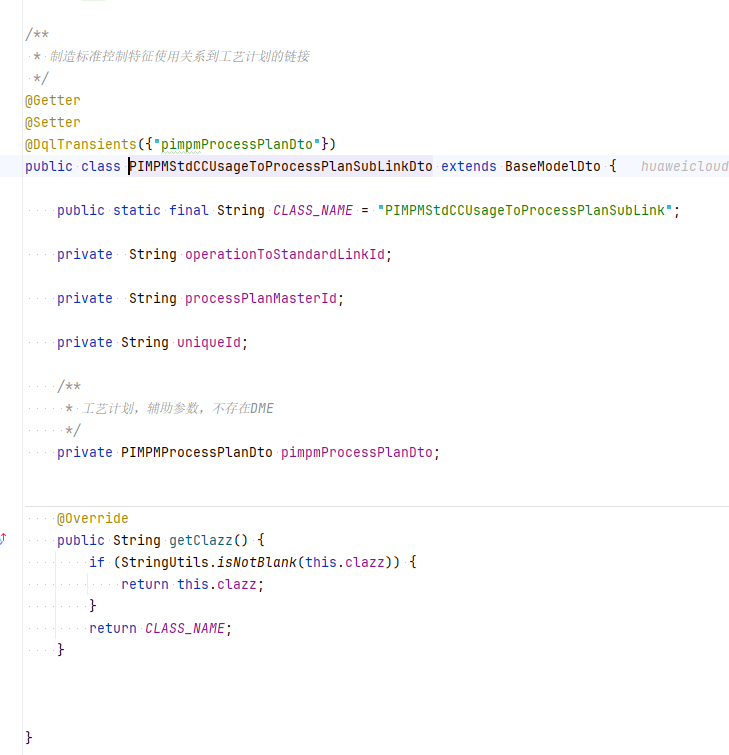 /**
 * 制造标准控制特征使用关系到工艺计划的链接
 */
@Getter
@Setter
@DqlTransients({"pimpmProcessPlanDto"})
public class PIMPMStdCCUsageToProcessPlanSubLinkDto extends BaseModelDto {   huaweicloud
    public static final String CLASS_NAME = "PIMPMStdCCUsageToProcessPlanSubLink";
    private  String operationToStandardLinkId;
    private  String processPlanMasterId;
    private String uniqueId;
    /**
     * 工艺计划，辅助参数，不存在DME
     */
    private PIMPMProcessPlanDto pimpmProcessPlanDto;
    @Override
    public String getClazz() {
        if (StringUtils.isNotBlank(this.clazz)) {
            return this.clazz;
        }
        return CLASS_NAME;
    }
}